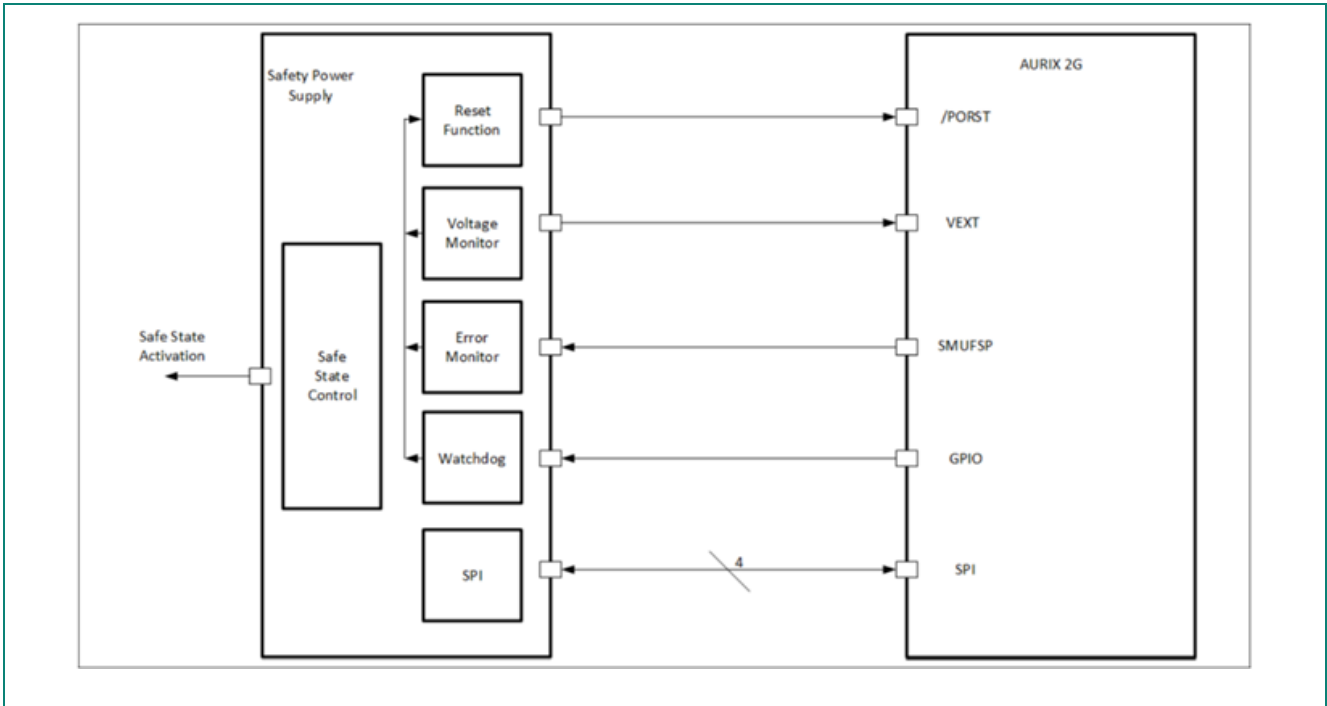 Safety Power
Supply
Reset
Function
Voltage
Monitor
Error
Monitor
Watchdog
SPI
Safe
State
Control
Safe State
Activation
4
AURIX 2G
/PORST
VEXT
SMUFSP
GPIO
SPI